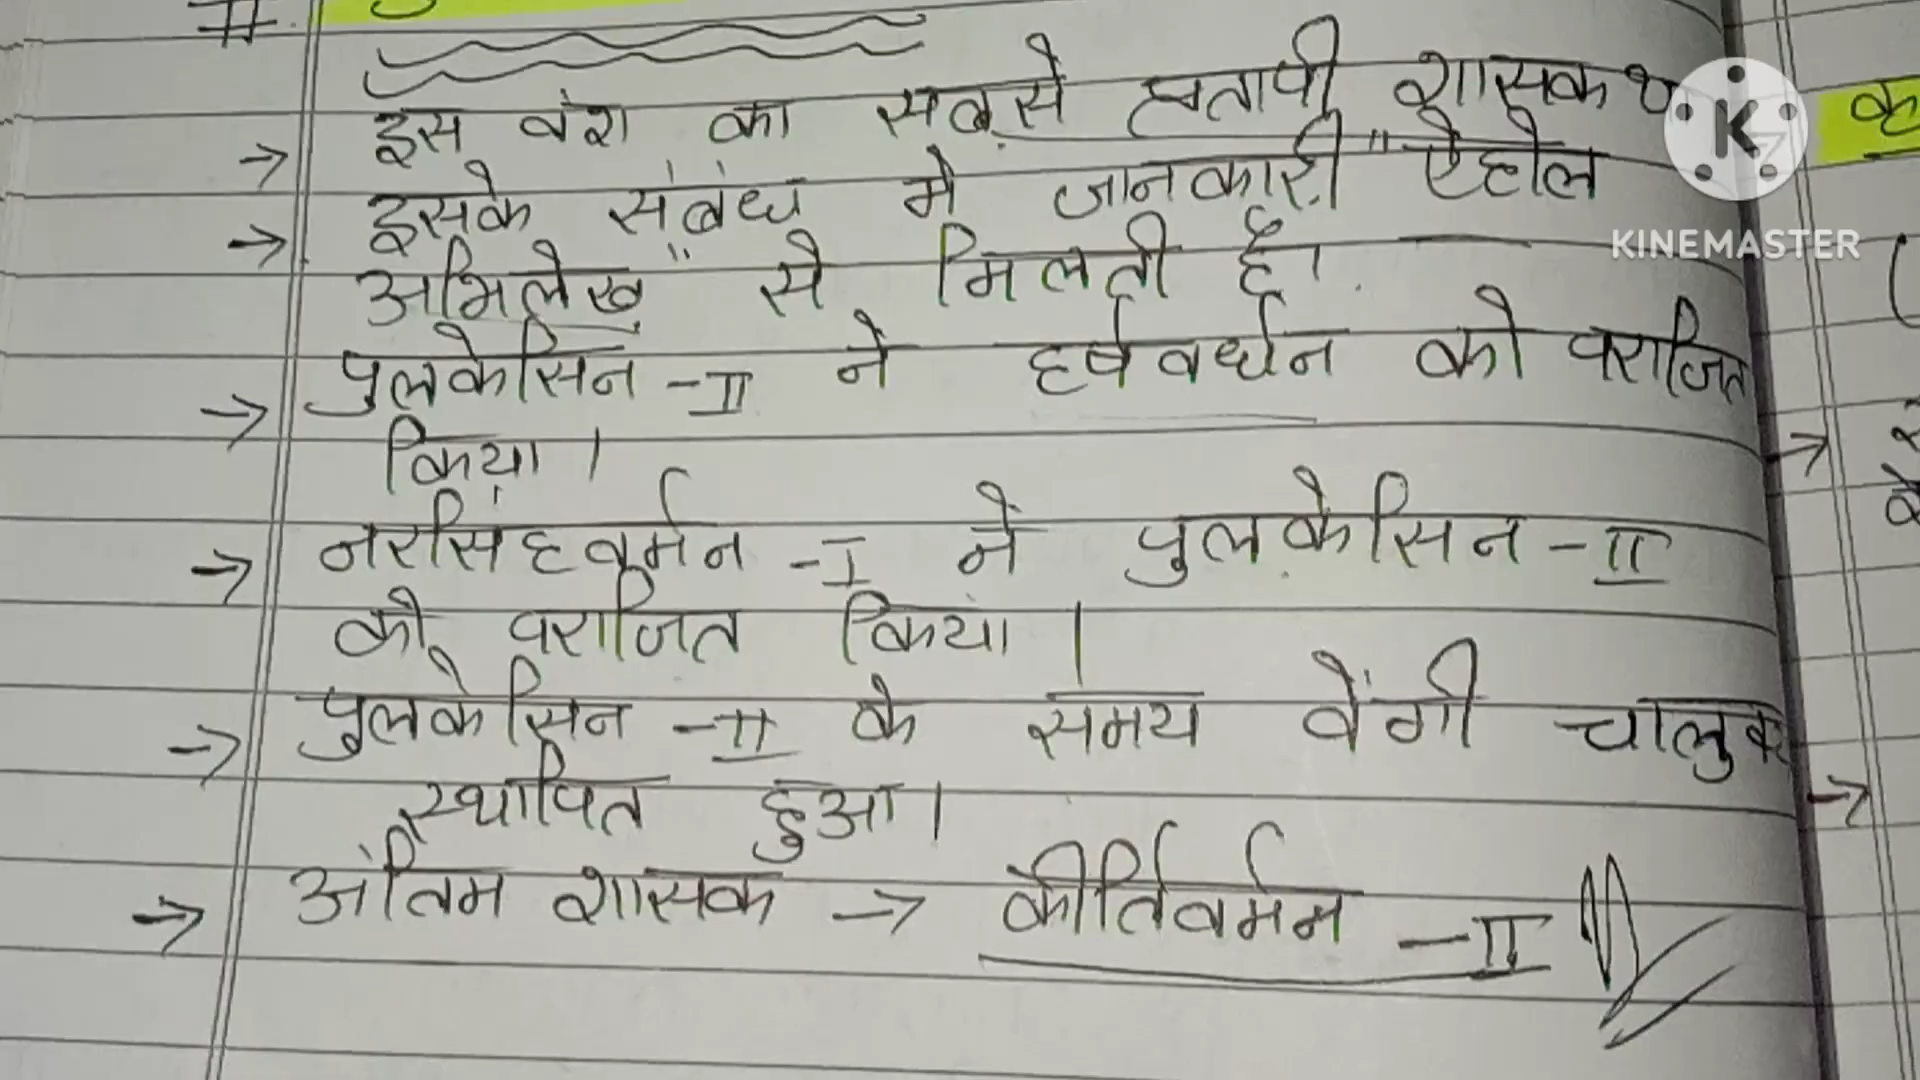 #
→ इस वंश का सबसे प्रतापी शासक थ
→ इसके संबंध में जानकारी "ऐहोल
अभिलेख" से मिलती है।
→ पुलकेसिन -II ने हर्षवर्धन को पराजित
किया।
→ नरसिंहवर्मन -I ने पुलकेसिन -II
को पराजित किया।
→ पुलकेसिन -II के समय वेंगी चालुक्य
स्थापित हुआ।
→ अंतिम शासक → कीर्तिवर्मन -II
K
KINEMASTER